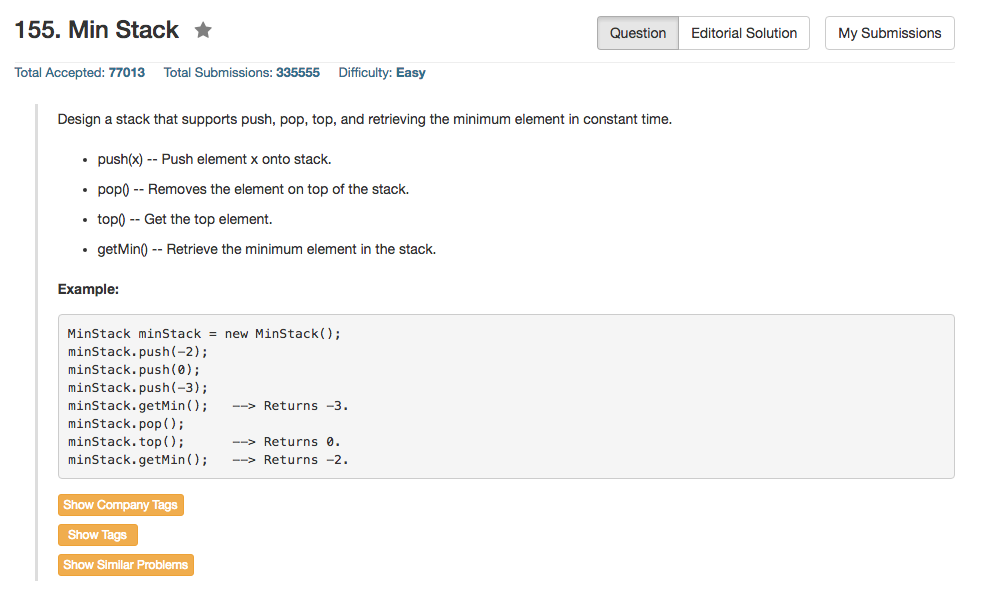 155. Min Stack
Question
Editorial Solution
My Submissions
Total Accepted: 77013 Total Submissions: 335555 Difficulty: Easy
Design a stack that supports push, pop, top, and retrieving the minimum element in constant time.
• push(x) -- Push element x onto stack.
• pop() -- Removes the element on top of the stack.
• top() -- Get the top element.
• getMin() -- Retrieve the minimum element in the stack.
Example:
MinStack minStack = new MinStack();
minStack.push(-2);
minStack.push(0);
minStack.push(-3);
minStack.getMin();   --> Returns -3.
minStack.pop();
minStack.top();      --> Returns 0.
minStack.getMin();   --> Returns -2.
Show Company Tags
Show Tags
Show Similar Problems